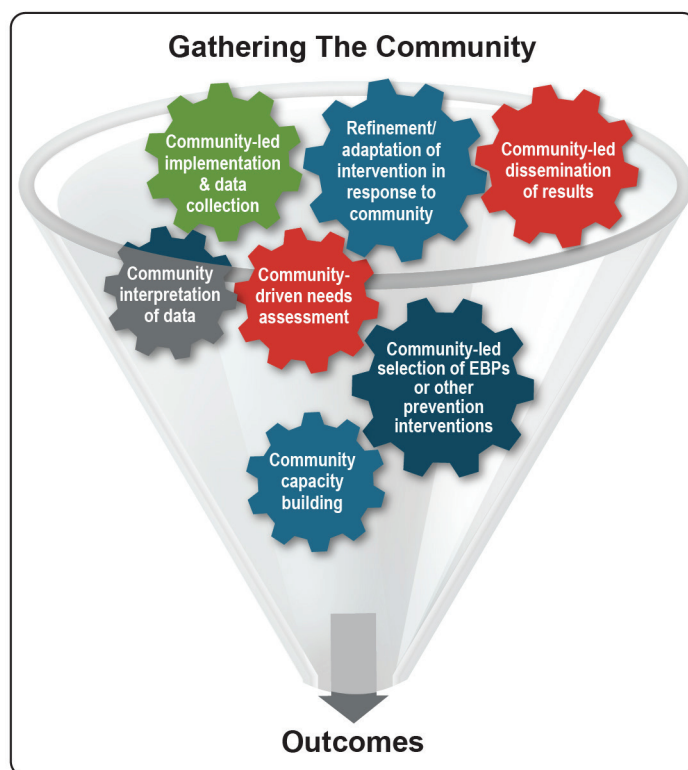 Gathering The Community
Community-led
implementation
& data
collection
Refinement/
adaptation of
intervention in
response to
community
Community-led
dissemination
of results
Community
interpretation
of data
Community-
driven needs
assessment
Community-led
selection of EBPs
or other
prevention
interventions
Community
capacity
building
Outcomes